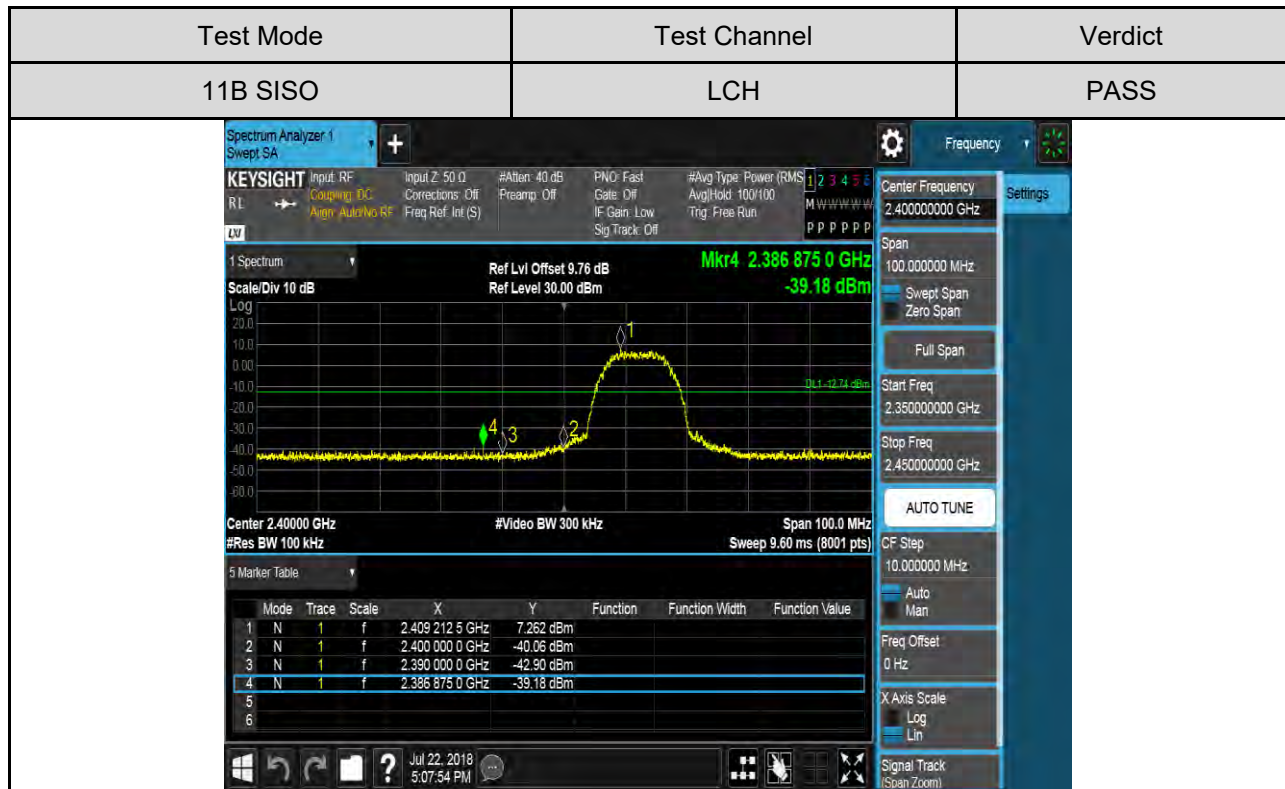 Test Mode Test Channel Verdict
11B SISO LCH PASS
Spectrum Analyzer 1
Swept SA
+
Frequency
KEYSIGHT Input: RF Input Z: 50 Ω #Atten: 40 dB PNO: Fast #Avg Type: Power (RMS 1 2 3 4 5 6
RL Coupling: DC Corrections: Off Preamp: Off Gate: Off Avg|Hold: 100/100 M W W W W W
Align: Auto/No RF Freq Ref: Int (S) IF Gain: Low Trig: Free Run
LXI Sig Track: Off P P P P P P
Center Frequency
2.400000000 GHz
Settings
1 Spectrum
Ref Lvl Offset 9.76 dB
Mkr4 2.386 875 0 GHz
Scale/Div 10 dB
Ref Level 30.00 dBm
-39.18 dBm
Log
20.0
10.0
0.00
-10.0
-20.0
-30.0
-40.0
-50.0
-60.0
1
DL1 -12.74 dBm
4 3 2
Center 2.40000 GHz #Video BW 300 kHz Span 100.0 MHz
#Res BW 100 kHz Sweep 9.60 ms (8001 pts)
Span
100.000000 MHz
Swept Span
Zero Span
Full Span
Start Freq
2.350000000 GHz
Stop Freq
2.450000000 GHz
AUTO TUNE
CF Step
10.000000 MHz
Auto
Man
Freq Offset
0 Hz
X Axis Scale
Log
Lin
Signal Track
(Span Zoom)
5 Marker Table
Mode Trace Scale X Y Function Function Width Function Value
1 N 1 f 2.409 212 5 GHz 7.262 dBm
2 N 1 f 2.400 000 0 GHz -40.06 dBm
3 N 1 f 2.390 000 0 GHz -42.90 dBm
4 N 1 f 2.386 875 0 GHz -39.18 dBm
5
6
? Jul 22, 2018
5:07:54 PM